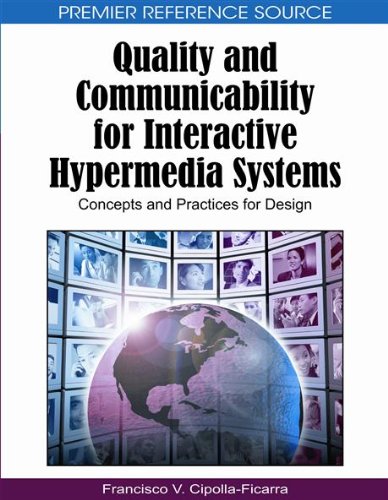 PREMIER REFERENCE SOURCE
Quality and
Communicability
for Interactive
Hypermedia Systems
Concepts and Practices for Design
Francisco V. Cipolla-Ficarra